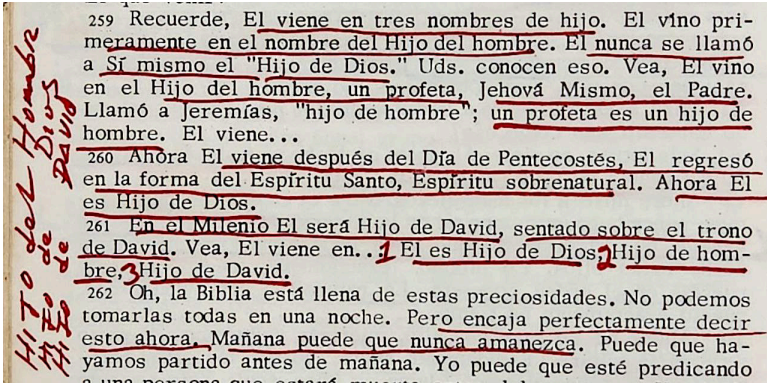 259 Recuerde, El viene en tres nombres de hijo. El vino pri-
meramente en el nombre del Hijo del hombre. El nunca se llamó
a Sí mismo el "Hijo de Dios." Uds. conocen eso. Vea, El vino
en el Hijo del hombre, un profeta, Jehová Mismo, el Padre.
Llamó a Jeremías, "hijo de hombre"; un profeta es un hijo de
hombre. El viene...
260 Ahora El viene después del Día de Pentecostés, El regresó
en la forma del Espíritu Santo, Espíritu sobrenatural. Ahora El
es Hijo de Dios.
261 En el Milenio El será Hijo de David, sentado sobre el trono
de David. Vea, El viene en... 1 El es Hijo de Dios, 2 Hijo de hom-
bre, 3 Hijo de David.
262 Oh, la Biblia está llena de estas preciosidades. No podemos
tomarlas todas en una noche. Pero encaja perfectamente decir
esto ahora. Mañana puede que nunca amanezca. Puede que ha-
yamos partido antes de mañana. Yo puede que esté predicando
a una persona que estará
HIJO del Hombre
HIJO de DIOS
HIJO de DAVID